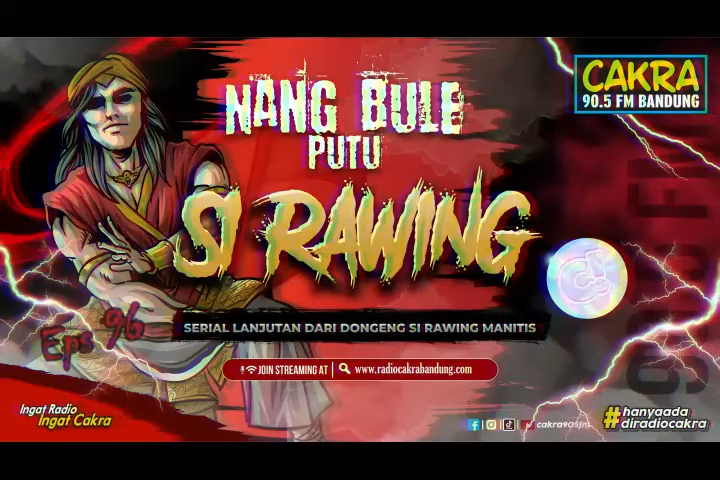 CAKRA
90.5 FM BANDUNG
NANG BULE
PUTU
SI RAWING
C!
Eps 96
SERIAL LANJUTAN DARI DONGENG SI RAWING MANITIS
JOIN STREAMING AT | www.radiocakrabandung.com
Ingat Radio
Ingat Cakra
cakra905fm
#hanyaada
diradiocakra